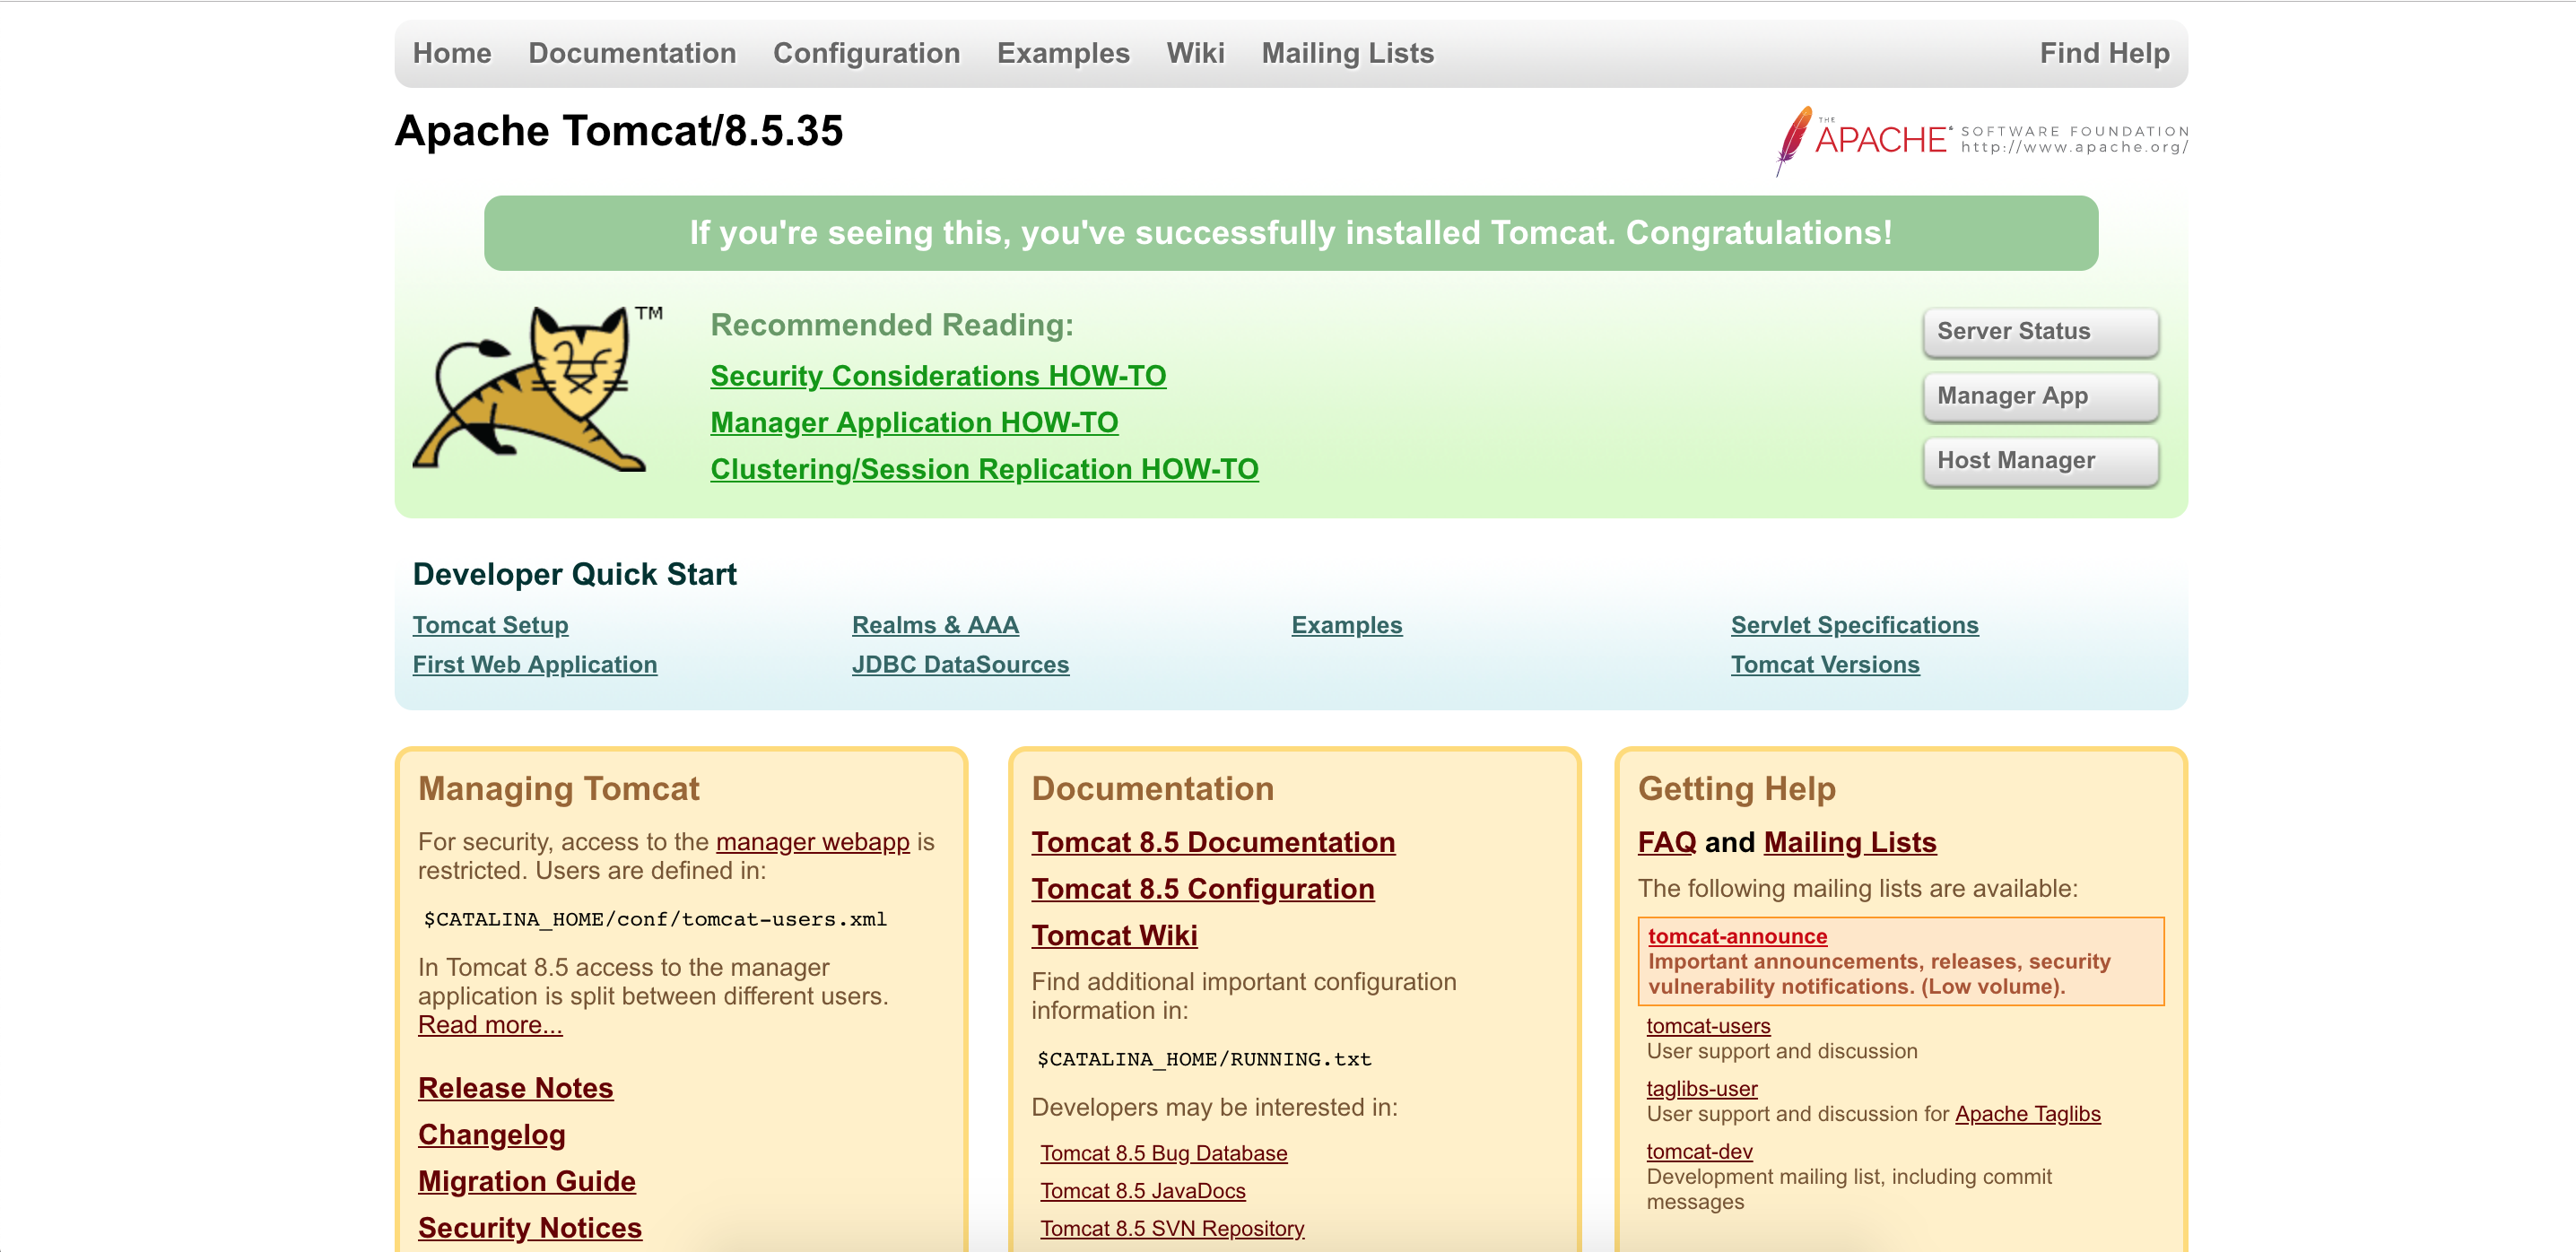 Home Documentation Configuration Examples Wiki Mailing Lists Find Help
Apache Tomcat/8.5.35
THE APACHE® SOFTWARE FOUNDATION
http://www.apache.org/
If you're seeing this, you've successfully installed Tomcat. Congratulations!
TM
Recommended Reading:
Security Considerations HOW-TO
Manager Application HOW-TO
Clustering/Session Replication HOW-TO
Server Status
Manager App
Host Manager
Developer Quick Start
Tomcat Setup
First Web Application
Realms & AAA
JDBC DataSources
Examples
Servlet Specifications
Tomcat Versions
Managing Tomcat
For security, access to the manager webapp is
restricted. Users are defined in:
$CATALINA_HOME/conf/tomcat-users.xml
In Tomcat 8.5 access to the manager
application is split between different users.
Read more...
Release Notes
Changelog
Migration Guide
Security Notices
Documentation
Tomcat 8.5 Documentation
Tomcat 8.5 Configuration
Tomcat Wiki
Find additional important configuration
information in:
$CATALINA_HOME/RUNNING.txt
Developers may be interested in:
Tomcat 8.5 Bug Database
Tomcat 8.5 JavaDocs
Tomcat 8.5 SVN Repository
Getting Help
FAQ and Mailing Lists
The following mailing lists are available:
tomcat-announce
Important announcements, releases, security
vulnerability notifications. (Low volume).
tomcat-users
User support and discussion
taglibs-user
User support and discussion for Apache Taglibs
tomcat-dev
Development mailing list, including commit
messages